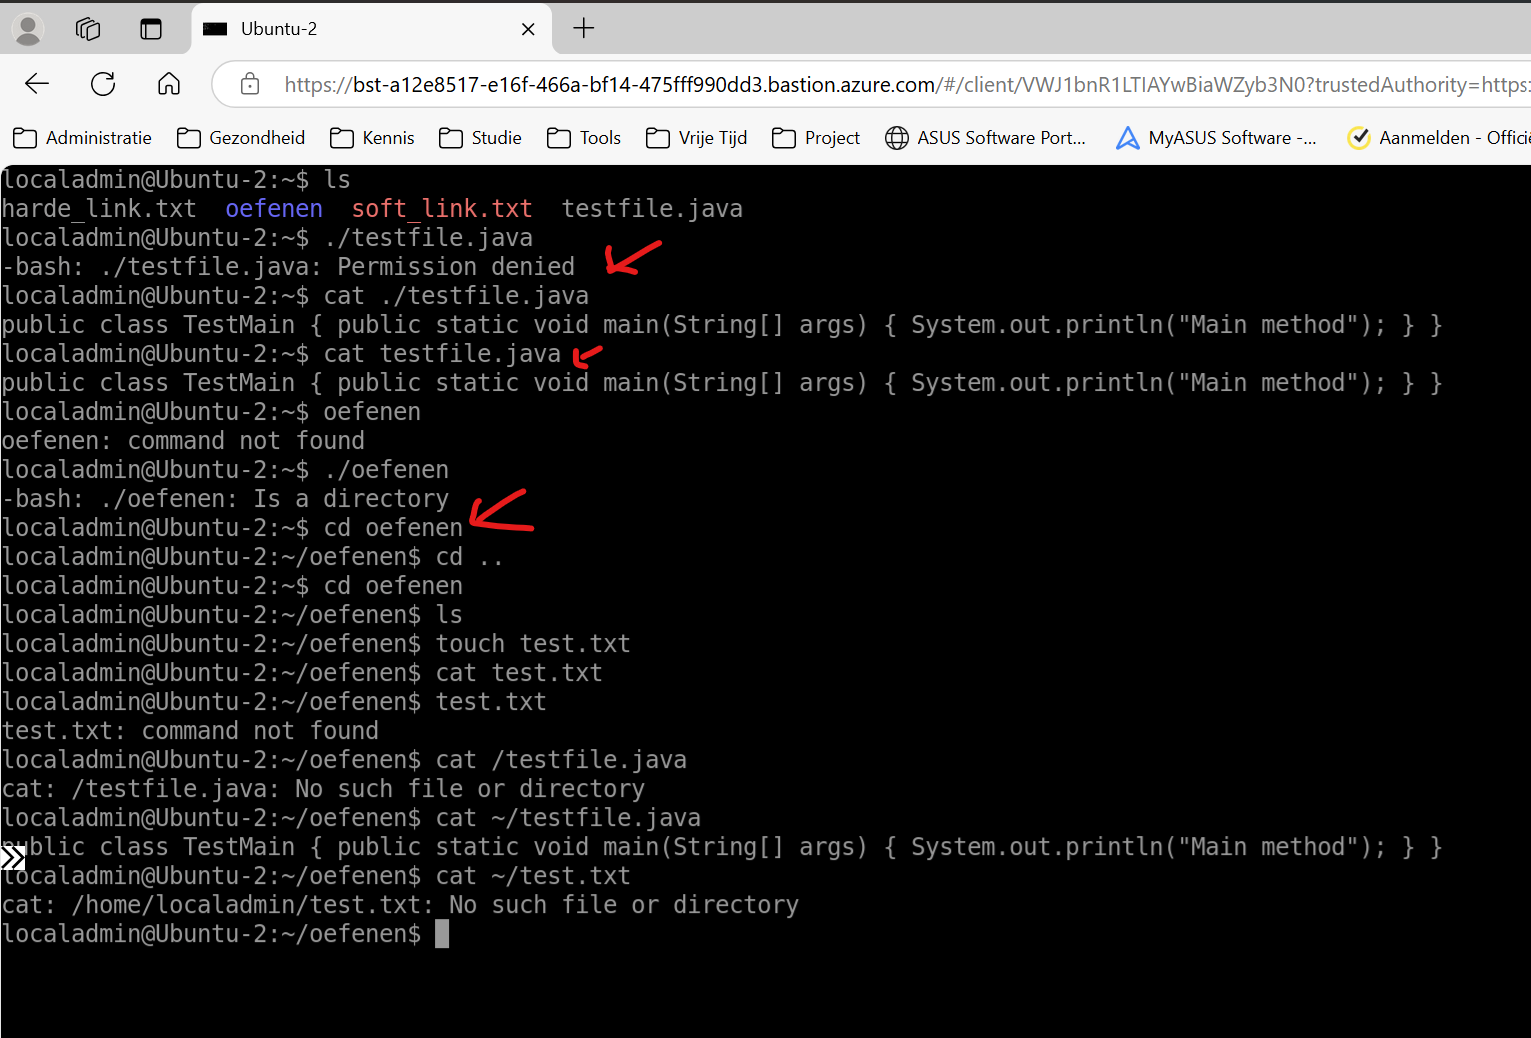 Ubuntu-2
https://bst-a12e8517-e16f-466a-bf14-475fff990dd3.bastion.azure.com/#/client/VWJ1bnR1LTIAYwBiaWZyb3N0?trustedAuthority=https:
Administratie Gezondheid Kennis Studie Tools Vrije Tijd Project ASUS Software Port... MyASUS Software -... Aanmelden - Officië
localadmin@Ubuntu-2:~$ ls
harde_link.txt oefenen soft_link.txt testfile.java
localadmin@Ubuntu-2:~$ ./testfile.java
-bash: ./testfile.java: Permission denied
localadmin@Ubuntu-2:~$ cat ./testfile.java
public class TestMain { public static void main(String[] args) { System.out.println("Main method"); } }
localadmin@Ubuntu-2:~$ cat testfile.java
public class TestMain { public static void main(String[] args) { System.out.println("Main method"); } }
localadmin@Ubuntu-2:~$ oefenen
oefenen: command not found
localadmin@Ubuntu-2:~$ ./oefenen
-bash: ./oefenen: Is a directory
localadmin@Ubuntu-2:~$ cd oefenen
localadmin@Ubuntu-2:~/oefenen$ cd ..
localadmin@Ubuntu-2:~$ cd oefenen
localadmin@Ubuntu-2:~/oefenen$ ls
localadmin@Ubuntu-2:~/oefenen$ touch test.txt
localadmin@Ubuntu-2:~/oefenen$ cat test.txt
localadmin@Ubuntu-2:~/oefenen$ test.txt
test.txt: command not found
localadmin@Ubuntu-2:~/oefenen$ cat /testfile.java
cat: /testfile.java: No such file or directory
localadmin@Ubuntu-2:~/oefenen$ cat ~/testfile.java
public class TestMain { public static void main(String[] args) { System.out.println("Main method"); } }
localadmin@Ubuntu-2:~/oefenen$ cat ~/test.txt
cat: /home/localadmin/test.txt: No such file or directory
localadmin@Ubuntu-2:~/oefenen$